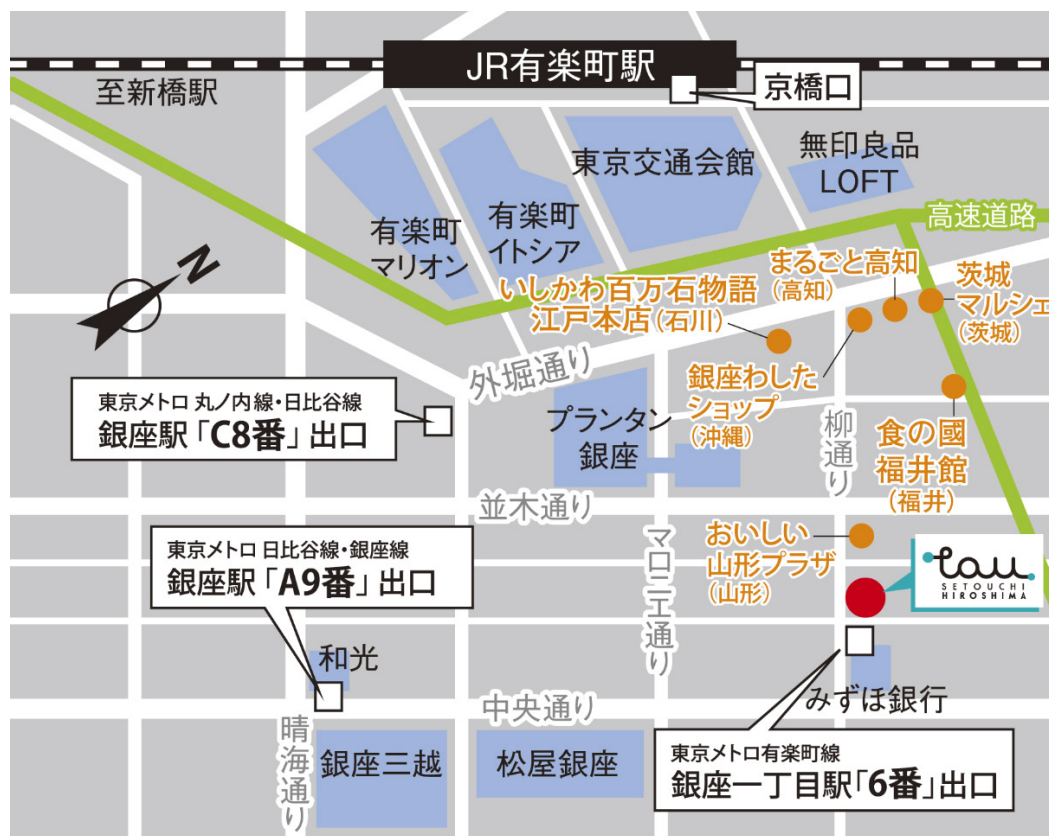 JR有楽町駅
至新橋駅
京橋口
東京交通会館
無印良品
LOFT
有楽町
マリオン
有楽町
イトシア
高速道路
N
まるごと高知
(高知)
茨城
マルシェ
(茨城)
いしかわ百万石物語
江戸本店(石川)
外堀通り
銀座わした
ショップ
(沖縄)
東京メトロ 丸ノ内線・日比谷線
銀座駅「C8番」出口
プランタン
銀座
柳通り
食の國
福井館
(福井)
並木通り
東京メトロ 日比谷線・銀座線
銀座駅「A9番」出口
マロニエ通り
おいしい
山形プラザ
(山形)
tau
SETOUCHI
HIROSHIMA
和光
みずほ銀行
中央通り
晴海通り
銀座三越
松屋銀座
東京メトロ有楽町線
銀座一丁目駅「6番」出口